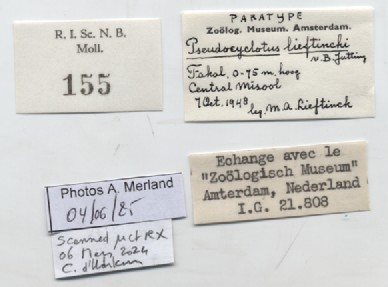 R. I. Sc. N. B.
Moll.
155
PARATYPE
Zoölog. Museum. Amsterdam.
Pseudocyclotus lieftincki
v. B. Jutting
Fakal, 0-75 m. hoog
Central Misool
7 Oct. 1948 leg. M. A. Lieftinck
Echange avec le
"Zoölogisch Museum"
Amterdam, Nederland
I.G. 21.808
Photos A. Merland
04/06/25
Scanned µct RX
06 May 2024
C.